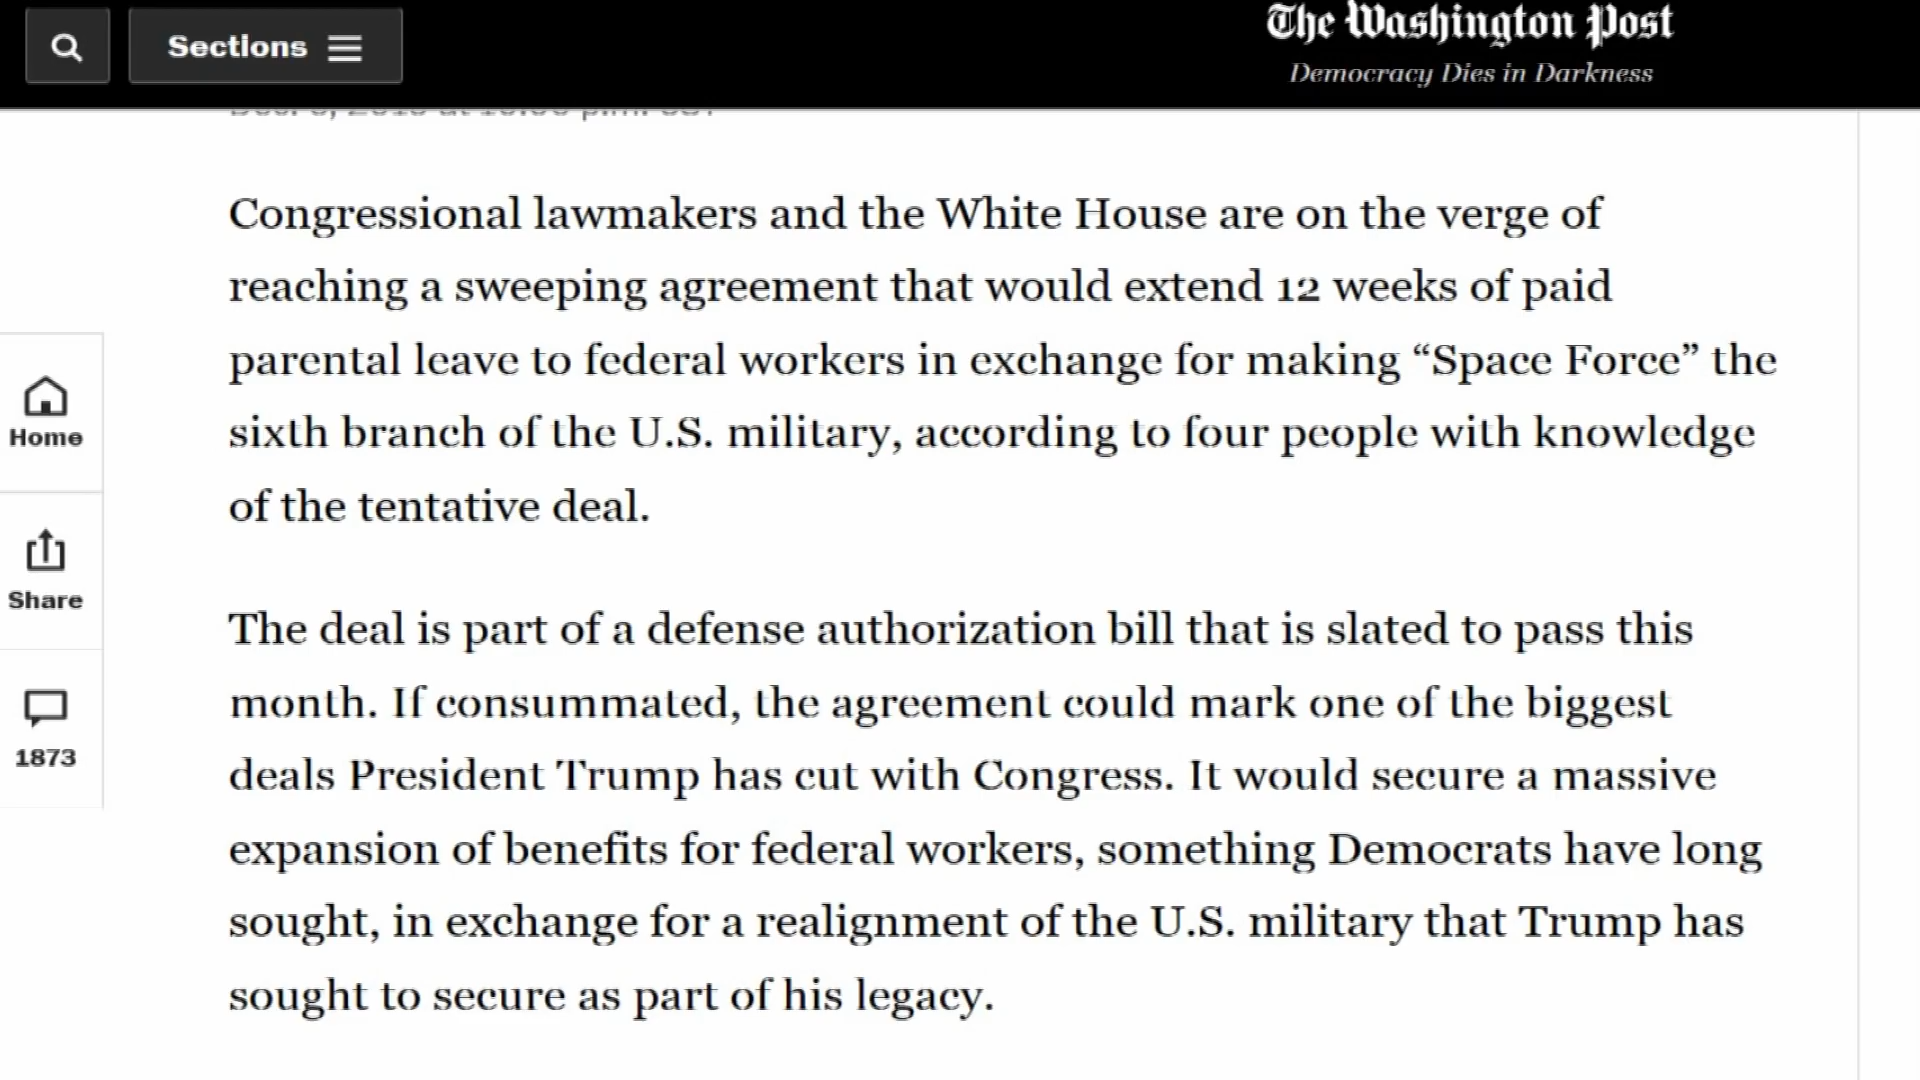 Sections
The Washington Post
Democracy Dies in Darkness
Congressional lawmakers and the White House are on the verge of
reaching a sweeping agreement that would extend 12 weeks of paid
parental leave to federal workers in exchange for making “Space Force” the
sixth branch of the U.S. military, according to four people with knowledge
of the tentative deal.
The deal is part of a defense authorization bill that is slated to pass this
month. If consummated, the agreement could mark one of the biggest
deals President Trump has cut with Congress. It would secure a massive
expansion of benefits for federal workers, something Democrats have long
sought, in exchange for a realignment of the U.S. military that Trump has
sought to secure as part of his legacy.
Home
Share
1873